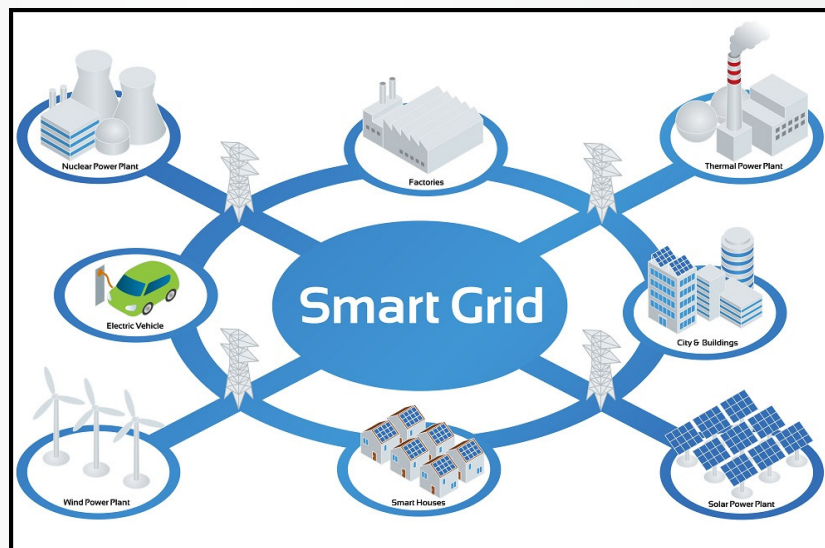 Nuclear Power Plant
Factories
Thermal Power Plant
Smart Grid
Electric Vehicle
City & Buildings
Wind Power Plant
Smart Houses
Solar Power Plant